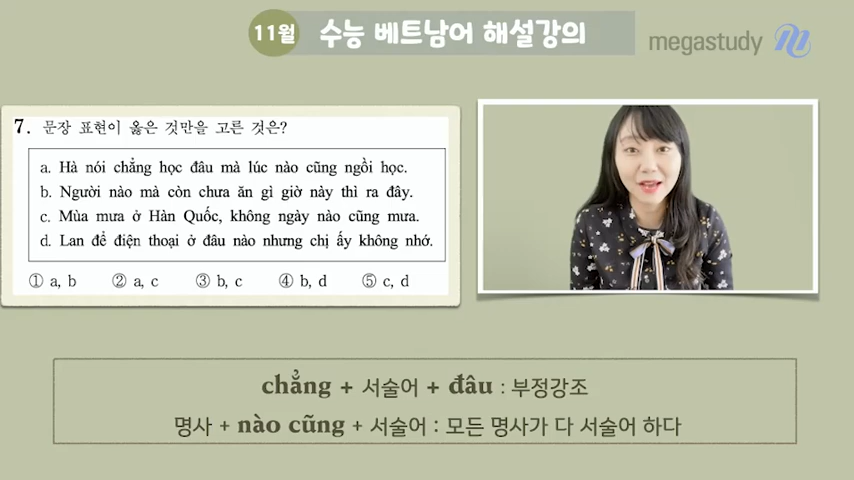 11월 수능 베트남어 해설강의
megastudy
7. 문장 표현이 옳은 것만을 고른 것은?
a. Hà nói chẳng học đâu mà lúc nào cũng ngồi học.
b. Người nào mà còn chưa ăn gì giờ này thì ra đây.
c. Mùa mưa ở Hàn Quốc, không ngày nào cũng mưa.
d. Lan để điện thoại ở đâu nào nhưng chị ấy không nhớ.
① a, b ② a, c ③ b, c ④ b, d ⑤ c, d
chẳng + 서술어 + đâu : 부정강조
명사 + nào cũng + 서술어 : 모든 명사가 다 서술어 하다